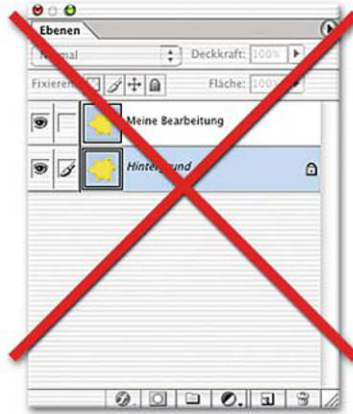 Ebenen
Normal Deckkraft: 100%
Fixieren: Fläche: 100%
Meine Bearbeitung
Hintergrund